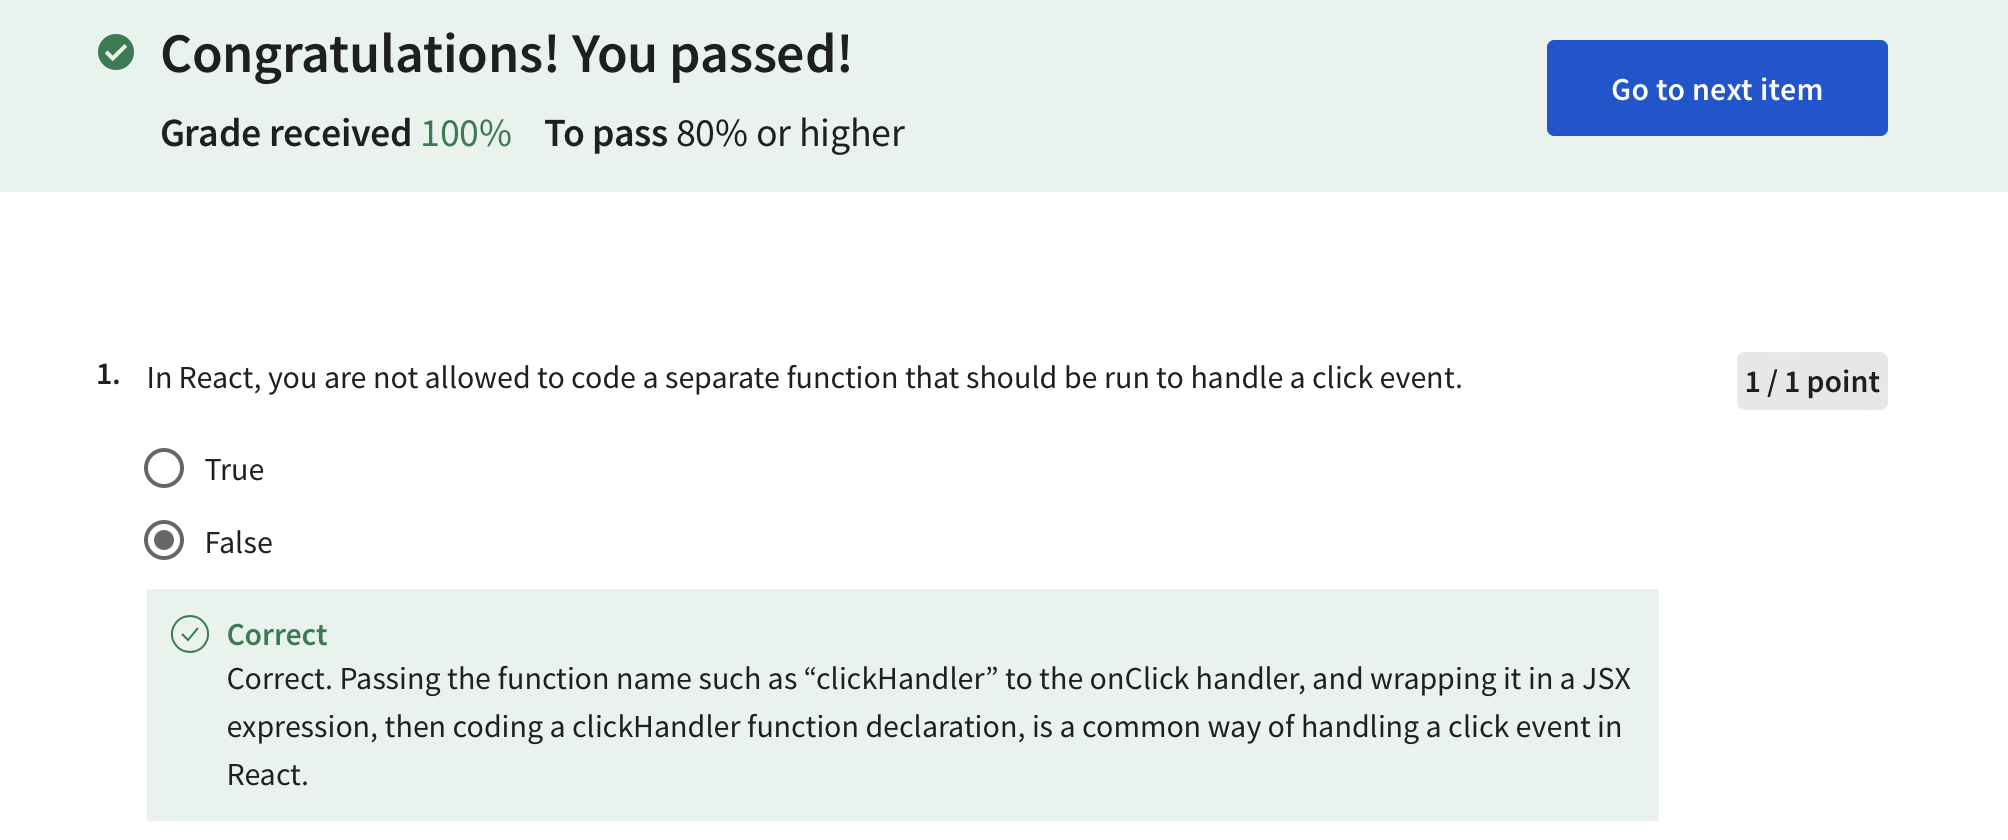 Congratulations! You passed!
Go to next item
Grade received 100% To pass 80% or higher
1. In React, you are not allowed to code a separate function that should be run to handle a click event.
1 / 1 point
True
False
Correct
Correct. Passing the function name such as “clickHandler” to the onClick handler, and wrapping it in a JSX
expression, then coding a clickHandler function declaration, is a common way of handling a click event in
React.